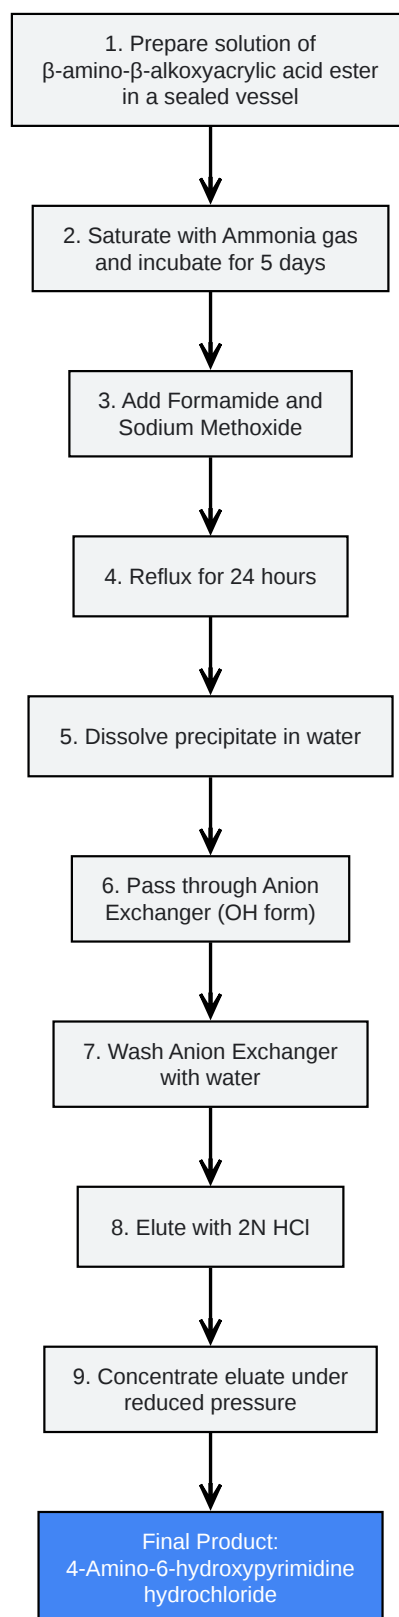 1. Prepare solution of
β-amino-β-alkoxyacrylic acid ester
in a sealed vessel
2. Saturate with Ammonia gas
and incubate for 5 days
3. Add Formamide and
Sodium Methoxide
4. Reflux for 24 hours
5. Dissolve precipitate in water
6. Pass through Anion
Exchanger (OH form)
7. Wash Anion Exchanger
with water
8. Elute with 2N HCl
9. Concentrate eluate under
reduced pressure
Final Product:
4-Amino-6-hydroxypyrimidine
hydrochloride